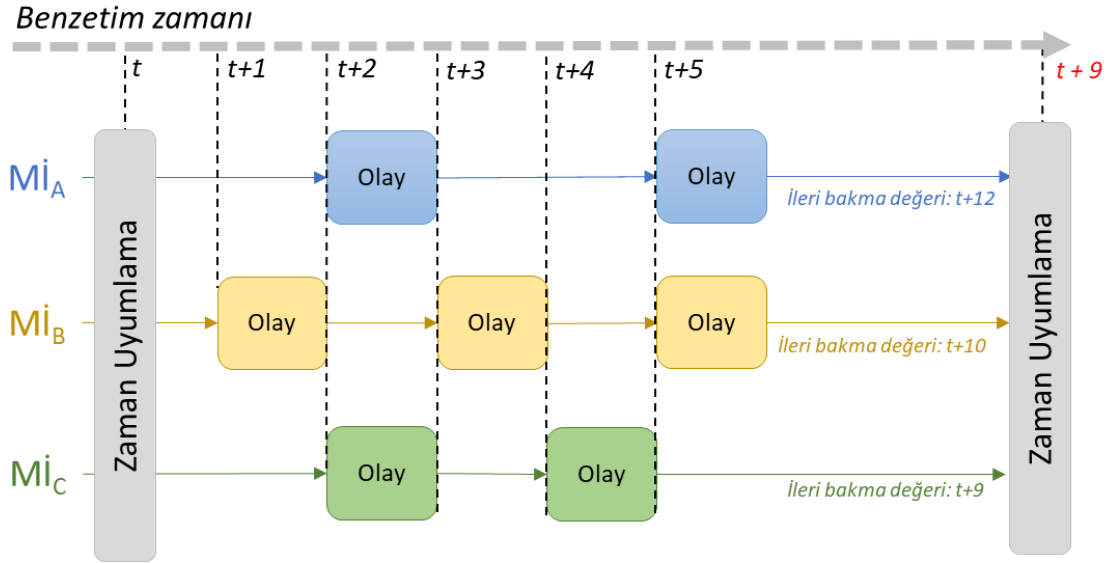 Benzetim zamanı
t
t+1
t+2
t+3
t+4
t+5
t + 9
Zaman Uyumlama
MİA
Olay
Olay
İleri bakma değeri: t+12
MİB
Olay
Olay
Olay
İleri bakma değeri: t+10
MİC
Olay
Olay
İleri bakma değeri: t+9
Zaman Uyumlama